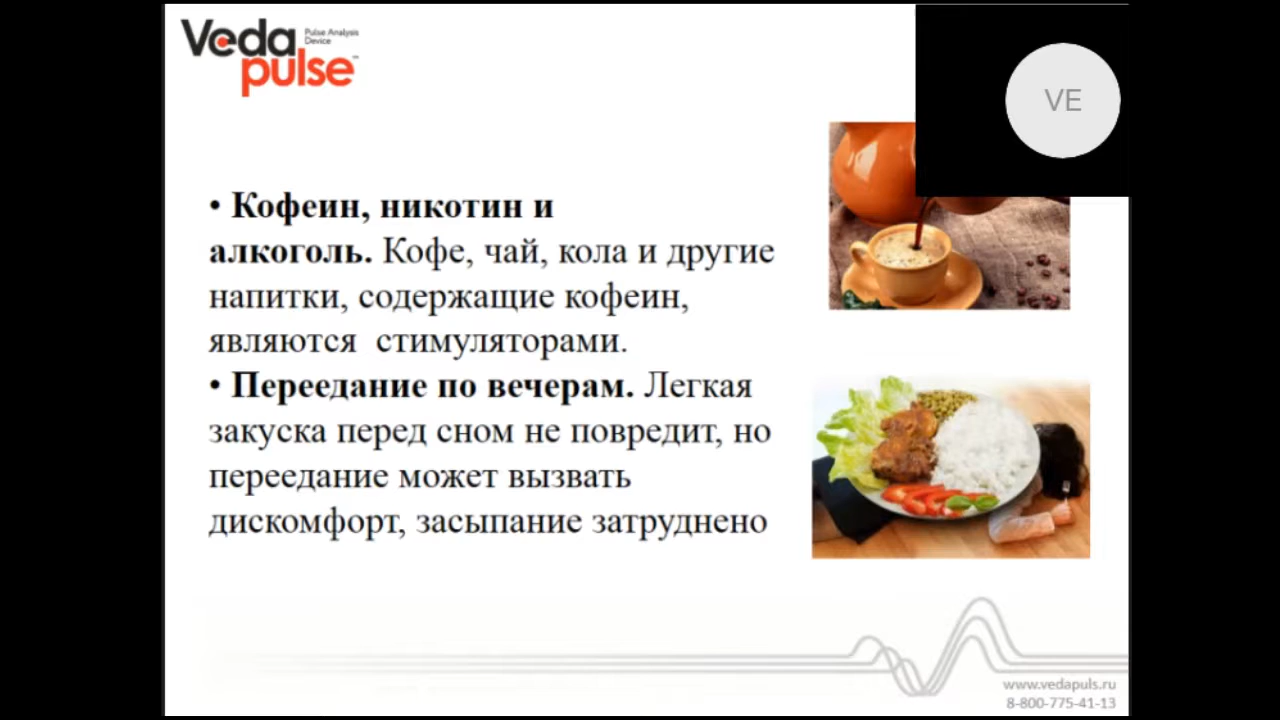 Veda
Pulse Analysis
Device
pulse™
VE
• Кофеин, никотин и
алкоголь. Кофе, чай, кола и другие
напитки, содержащие кофеин,
являются стимуляторами.
• Переедание по вечерам. Легкая
закуска перед сном не повредит, но
переедание может вызвать
дискомфорт, засыпание затруднено
www.vedapuls.ru
8-800-775-41-13